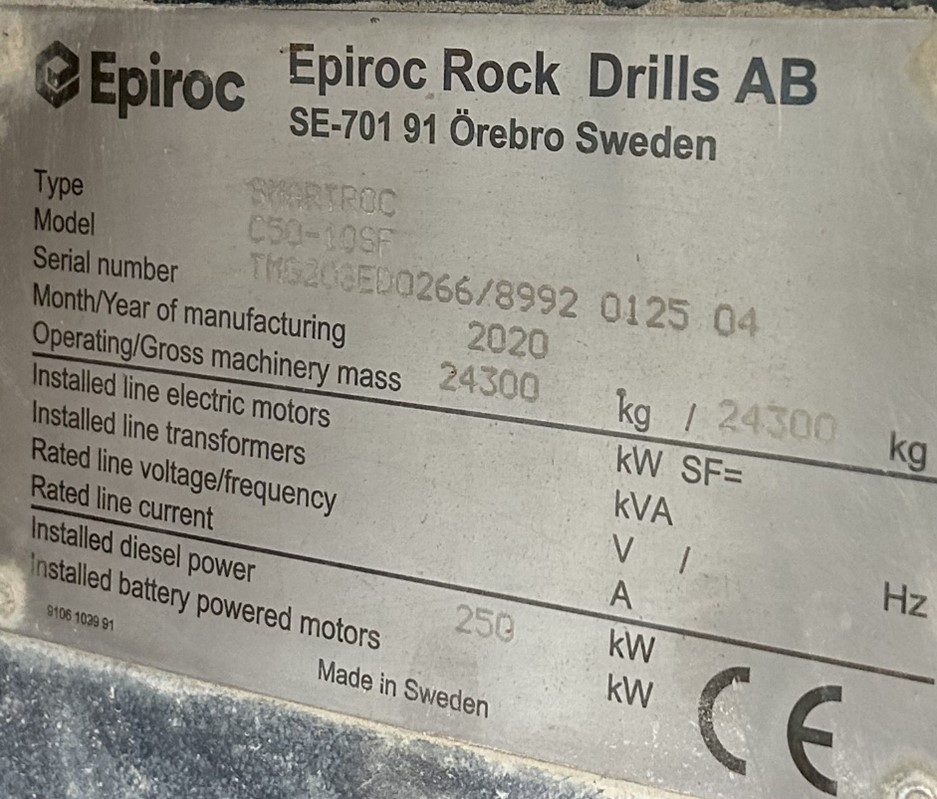 Epiroc Epiroc Rock Drills AB
SE-701 91 Örebro Sweden
Type SMARTROC
Model C50-10SF
Serial number TMG20SED0266/8992 0125 04
Month/Year of manufacturing 2020
Operating/Gross machinery mass 24300 kg / 24300 kg
Installed line electric motors kW SF=
Installed line transformers kVA
Rated line voltage/frequency V / Hz
Rated line current A
Installed diesel power 250 kW
Installed battery powered motors kW
9106 1039 91
Made in Sweden
CE